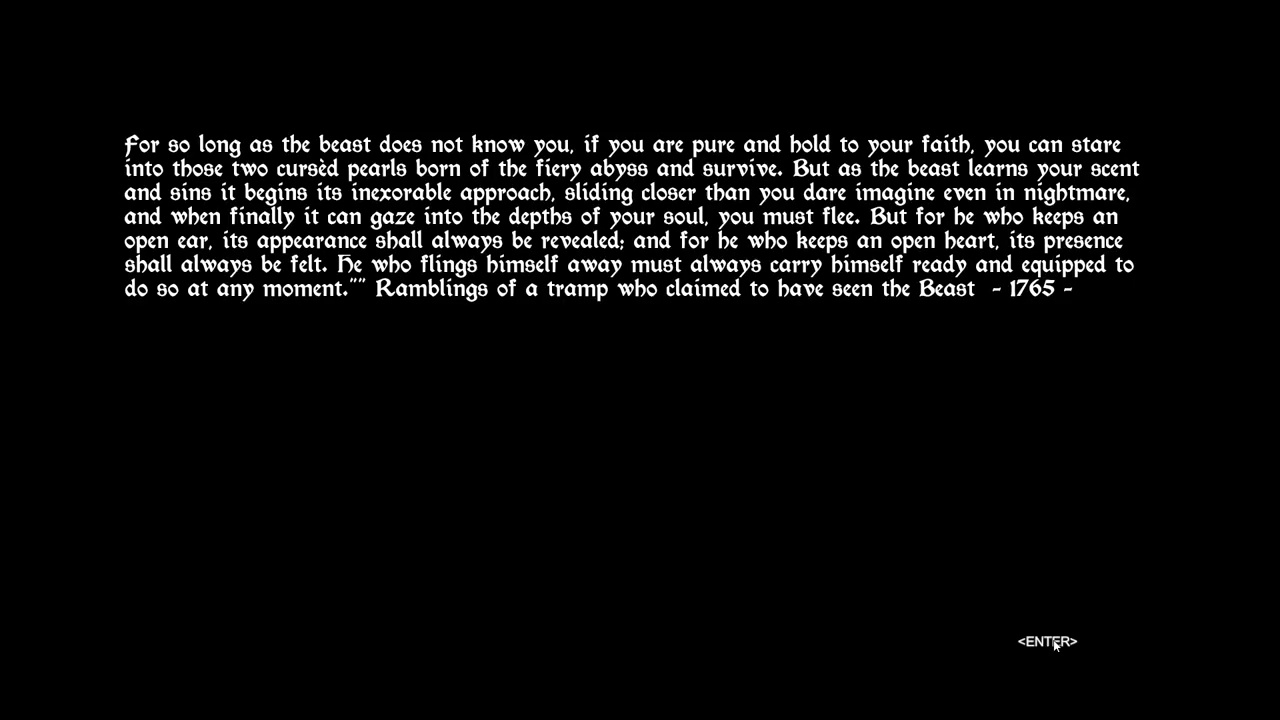 For so long as the beast does not know you, if you are pure and hold to your faith, you can stare
into those two cursèd pearls born of the fiery abyss and survive. But as the beast learns your scent
and sins it begins its inexorable approach, sliding closer than you dare imagine even in nightmare,
and when finally it can gaze into the depths of your soul, you must flee. But for he who keeps an
open ear, its appearance shall always be revealed; and for he who keeps an open heart, its presence
shall always be felt. He who flings himself away must always carry himself ready and equipped to
do so at any moment."" Ramblings of a tramp who claimed to have seen the Beast - 1765 -
<ENTER>